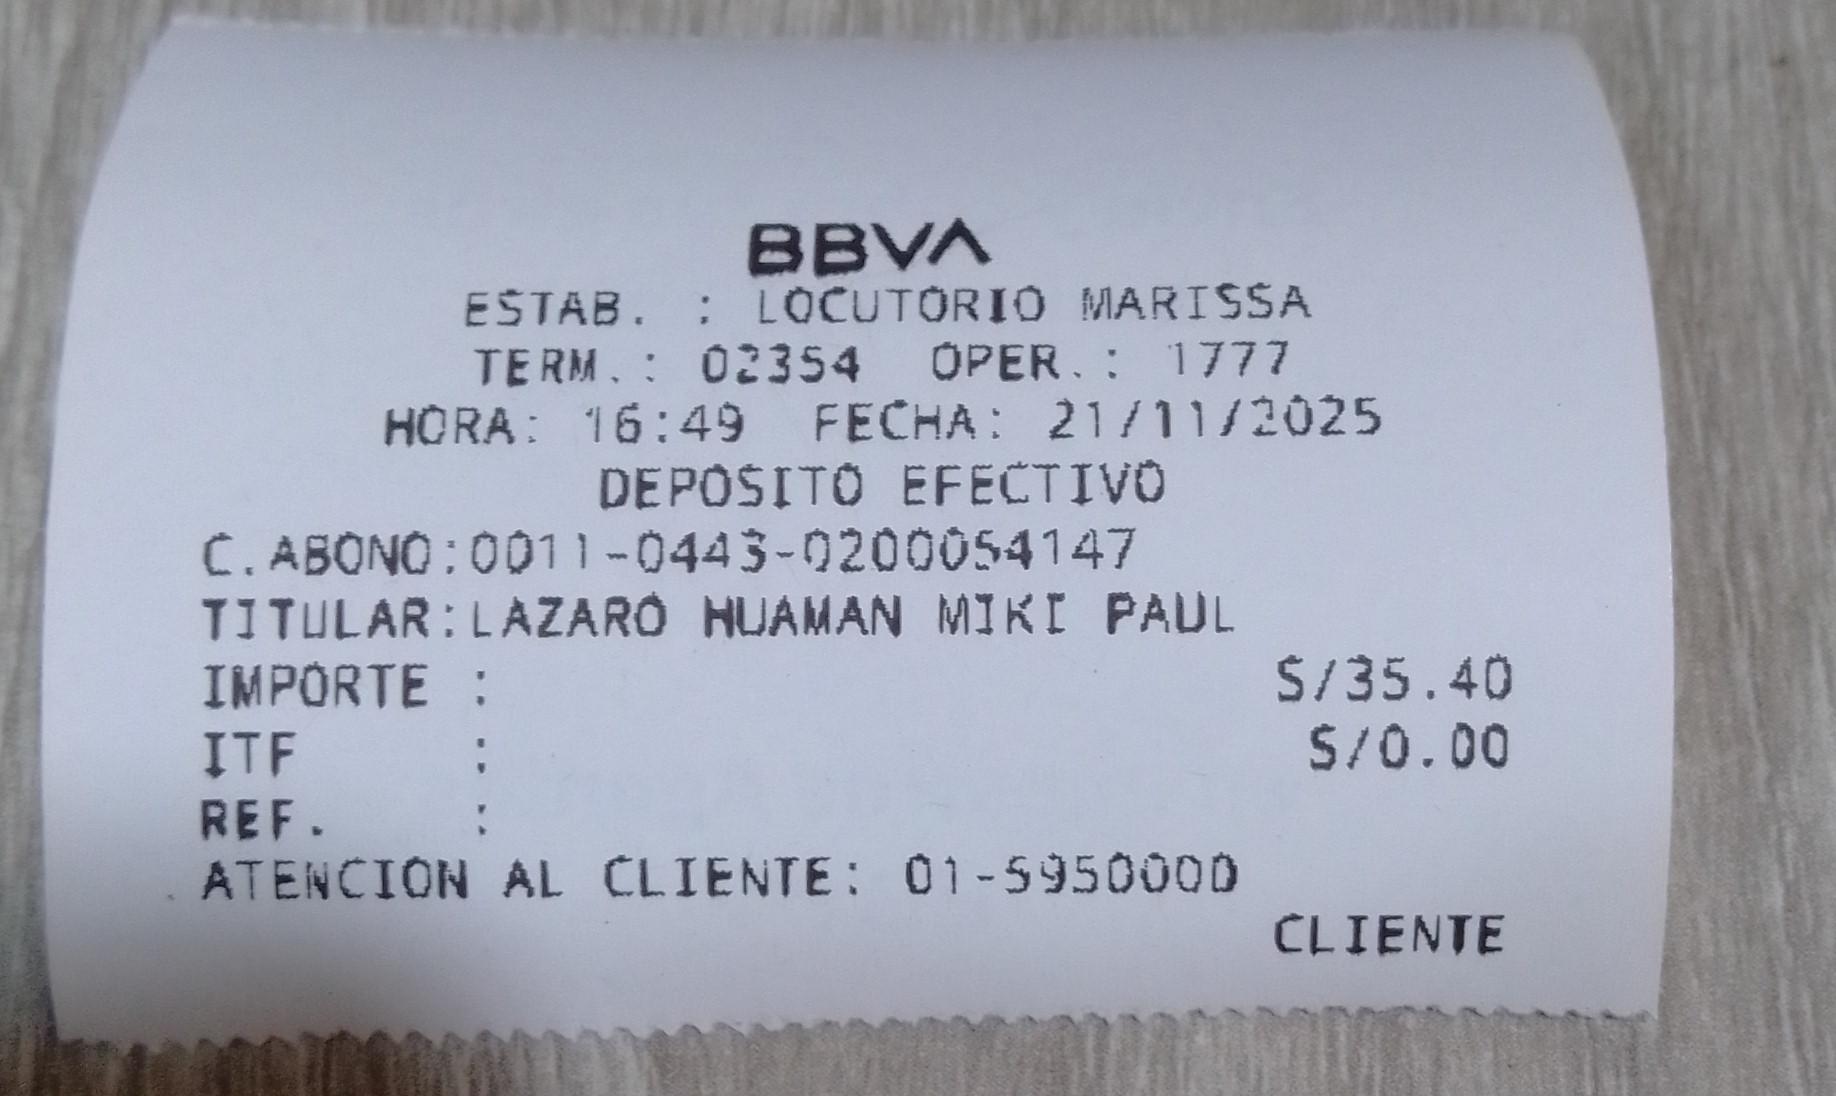 BBVA
ESTAB. : LOCUTORIO MARISSA
TERM.: 02354 OPER.: 1777
HORA: 16:49 FECHA: 21/11/2025
DEPOSITO EFECTIVO
C.ABONO:0011-0443-0200054147
TITULAR:LAZARO HUAMAN MIKI PAUL
IMPORTE : S/35.40
ITF : S/0.00
REF. :
ATENCION AL CLIENTE: 01-5950000
CLIENTE